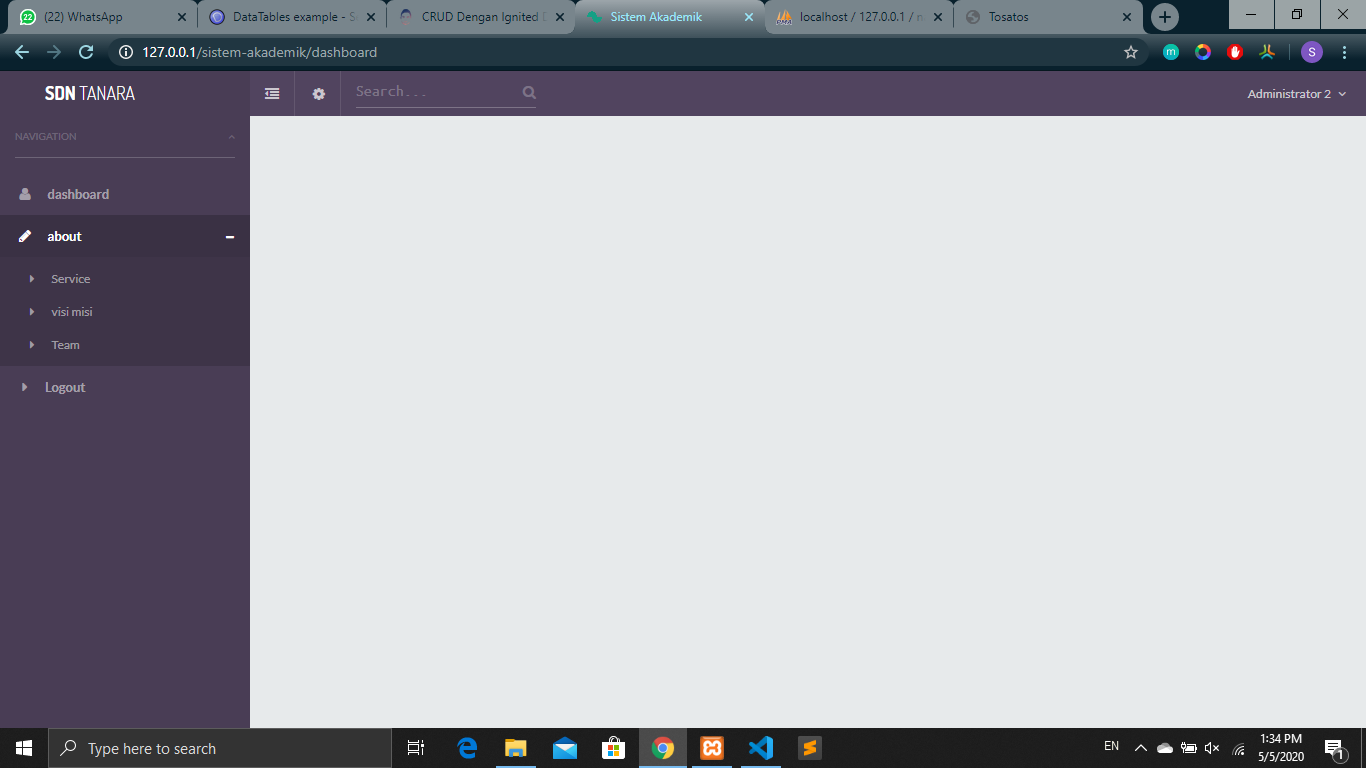 22
(22) WhatsApp
DataTables example - S
CRUD Dengan Ignited D
Sistem Akademik
localhost / 127.0.0.1 / n
Tosatos
127.0.0.1/sistem-akademik/dashboard
m
S
SDN TANARA
Search...
Administrator 2
NAVIGATION
dashboard
about
Service
visi misi
Team
Logout
Type here to search
EN
1:34 PM
5/5/2020
1